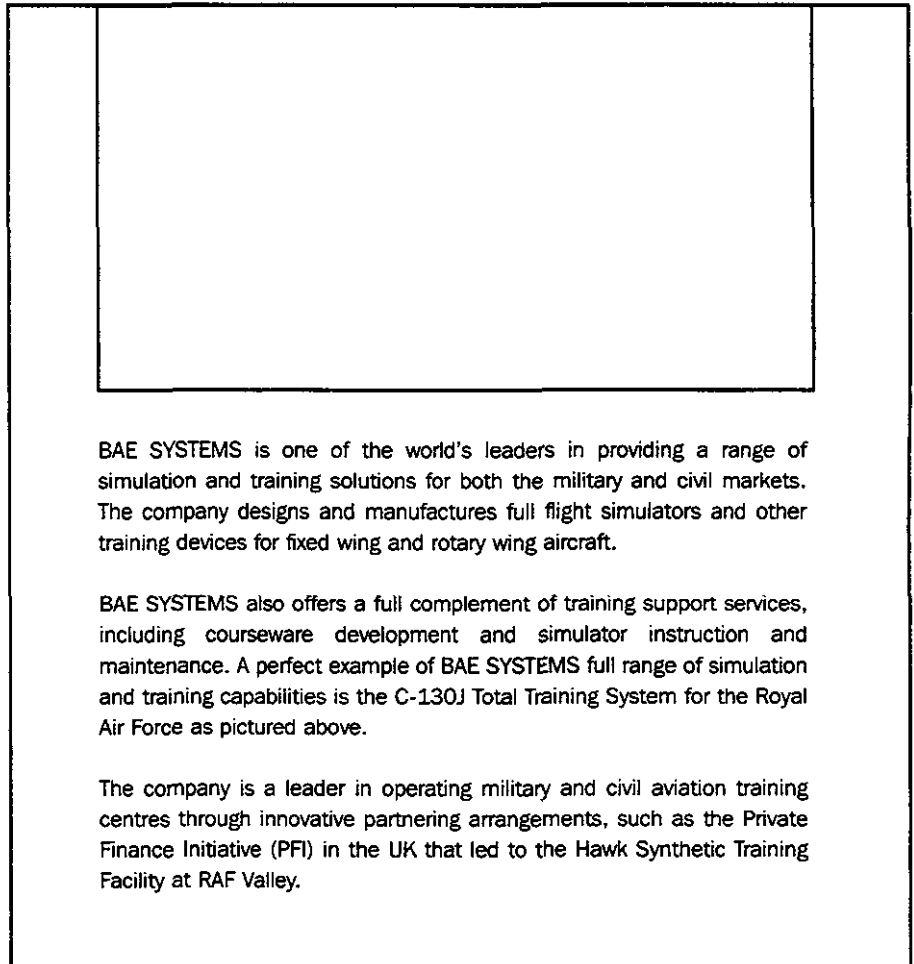 BAE SYSTEMS is one of the world's leaders in providing a range of
simulation and training solutions for both the military and civil markets.
The company designs and manufactures full flight simulators and other
training devices for fixed wing and rotary wing aircraft.
BAE SYSTEMS also offers a full complement of training support services,
including courseware development and simulator instruction and
maintenance. A perfect example of BAE SYSTEMS full range of simulation
and training capabilities is the C-130J Total Training System for the Royal
Air Force as pictured above.
The company is a leader in operating military and civil aviation training
centres through innovative partnering arrangements, such as the Private
Finance Initiative (PFI) in the UK that led to the Hawk Synthetic Training
Facility at RAF Valley.